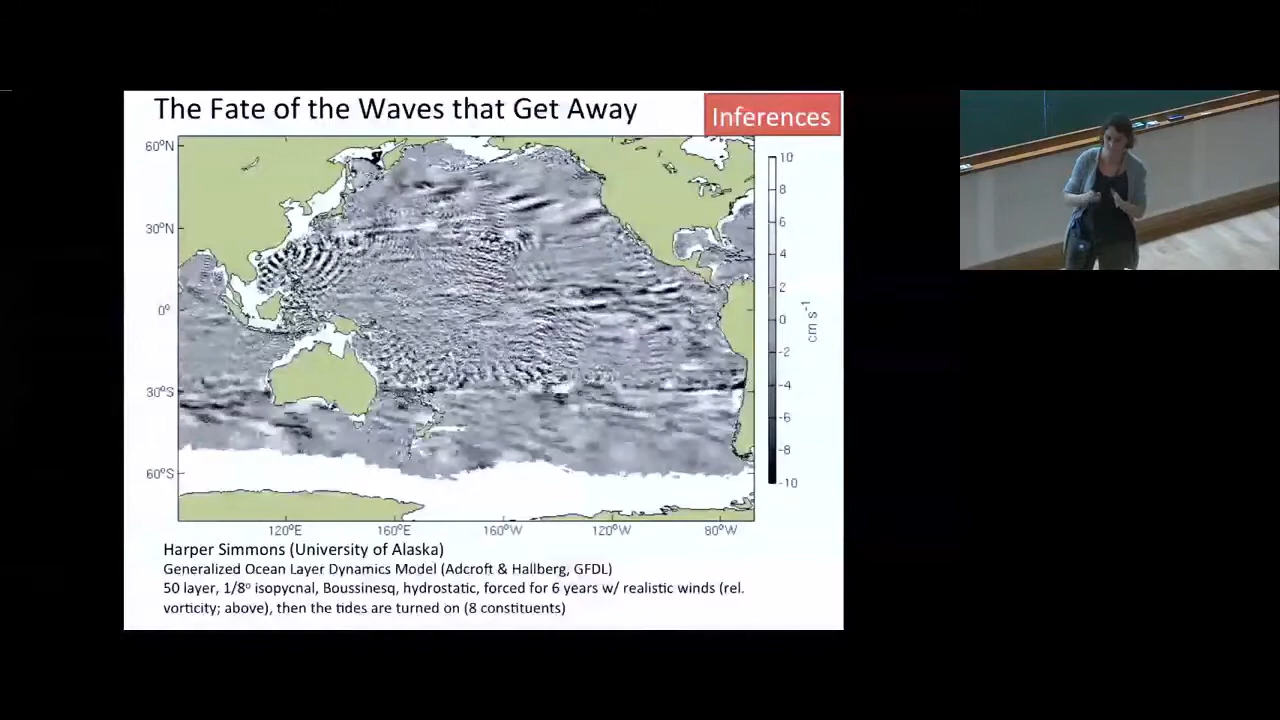 The Fate of the Waves that Get Away
Inferences
60°N
30°N
0°
30°S
60°S
120°E
160°E
160°W
120°W
80°W
10
8
6
4
2
0
-2
-4
-6
-8
-10
cm s⁻¹
Harper Simmons (University of Alaska)
Generalized Ocean Layer Dynamics Model (Adcroft & Hallberg, GFDL)
50 layer, 1/8° isopycnal, Boussinesq, hydrostatic, forced for 6 years w/ realistic winds (rel.
vorticity; above), then the tides are turned on (8 constituents)